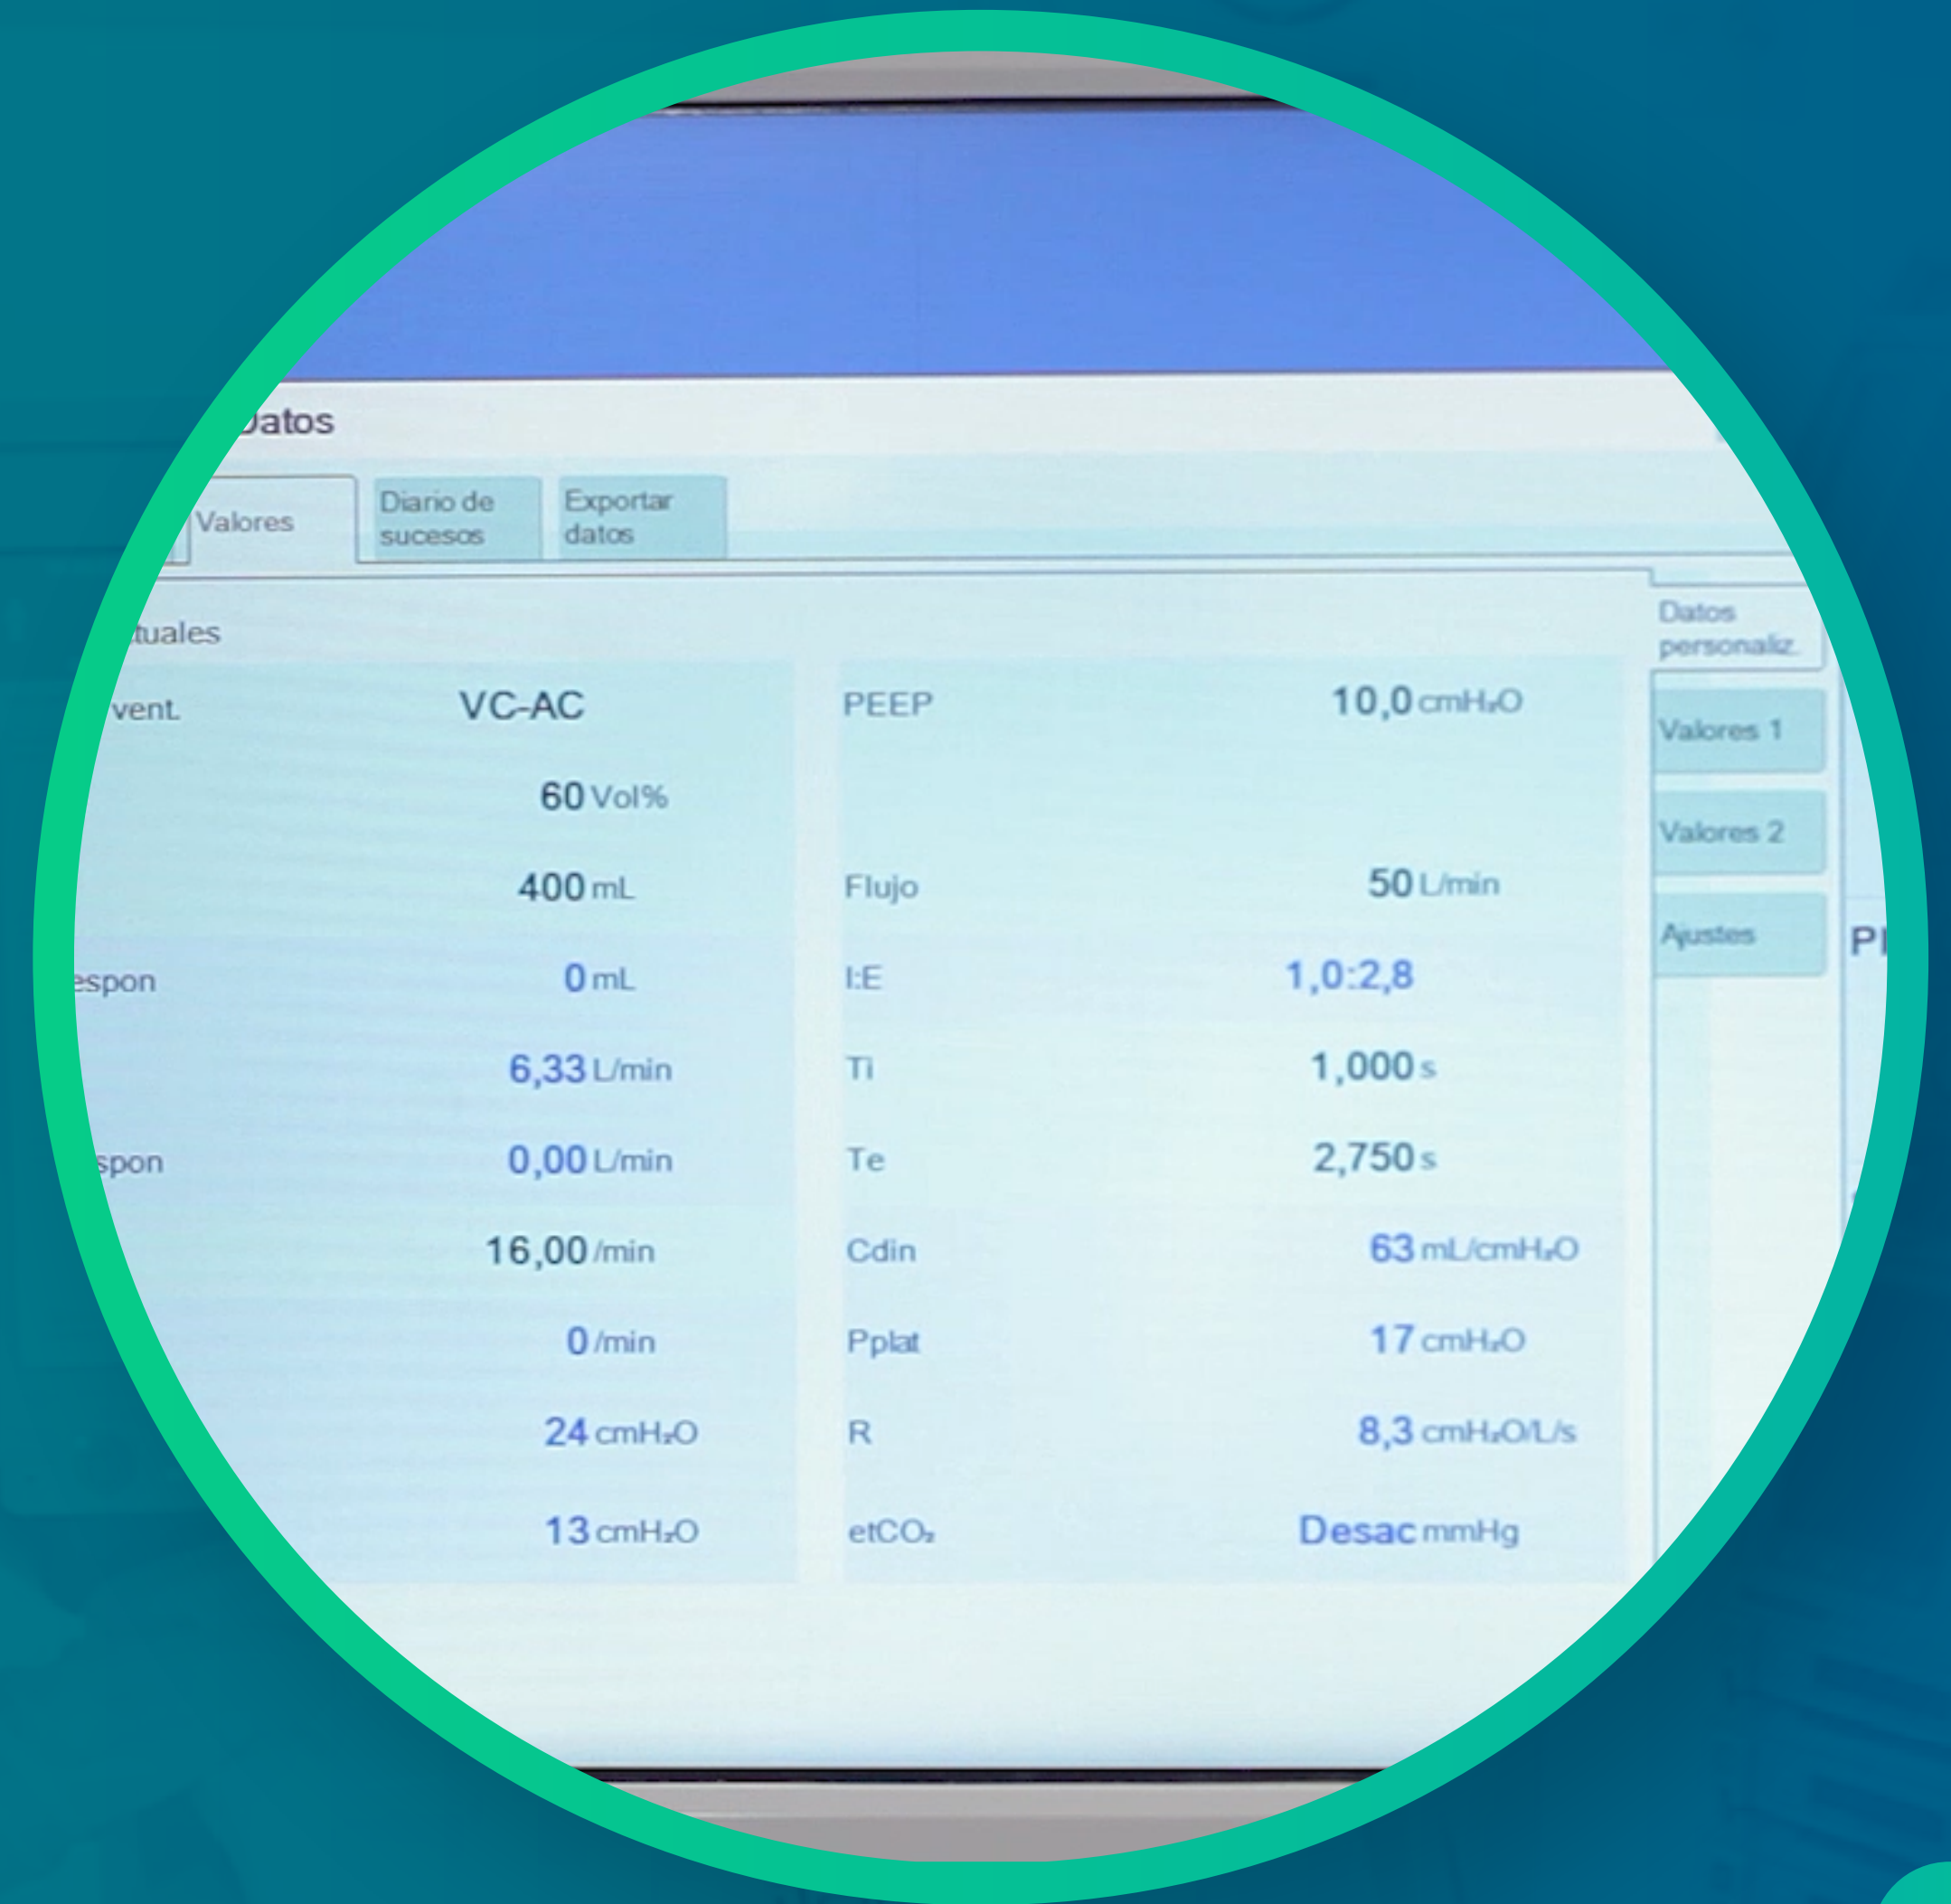 Datos
Valores
Diario de
sucesos
Exportar
datos
tuales
Datos
personaliz.
vent. VC-AC PEEP 10,0 cmH₂O
Valores 1
60 Vol%
Valores 2
400 mL Flujo 50 L/min
Ajustes
espon 0 mL I:E 1,0:2,8
6,33 L/min Ti 1,000 s
spon 0,00 L/min Te 2,750 s
16,00 /min Cdin 63 mL/cmH₂O
0 /min Pplat 17 cmH₂O
24 cmH₂O R 8,3 cmH₂O/L/s
13 cmH₂O etCO₂ Desac mmHg